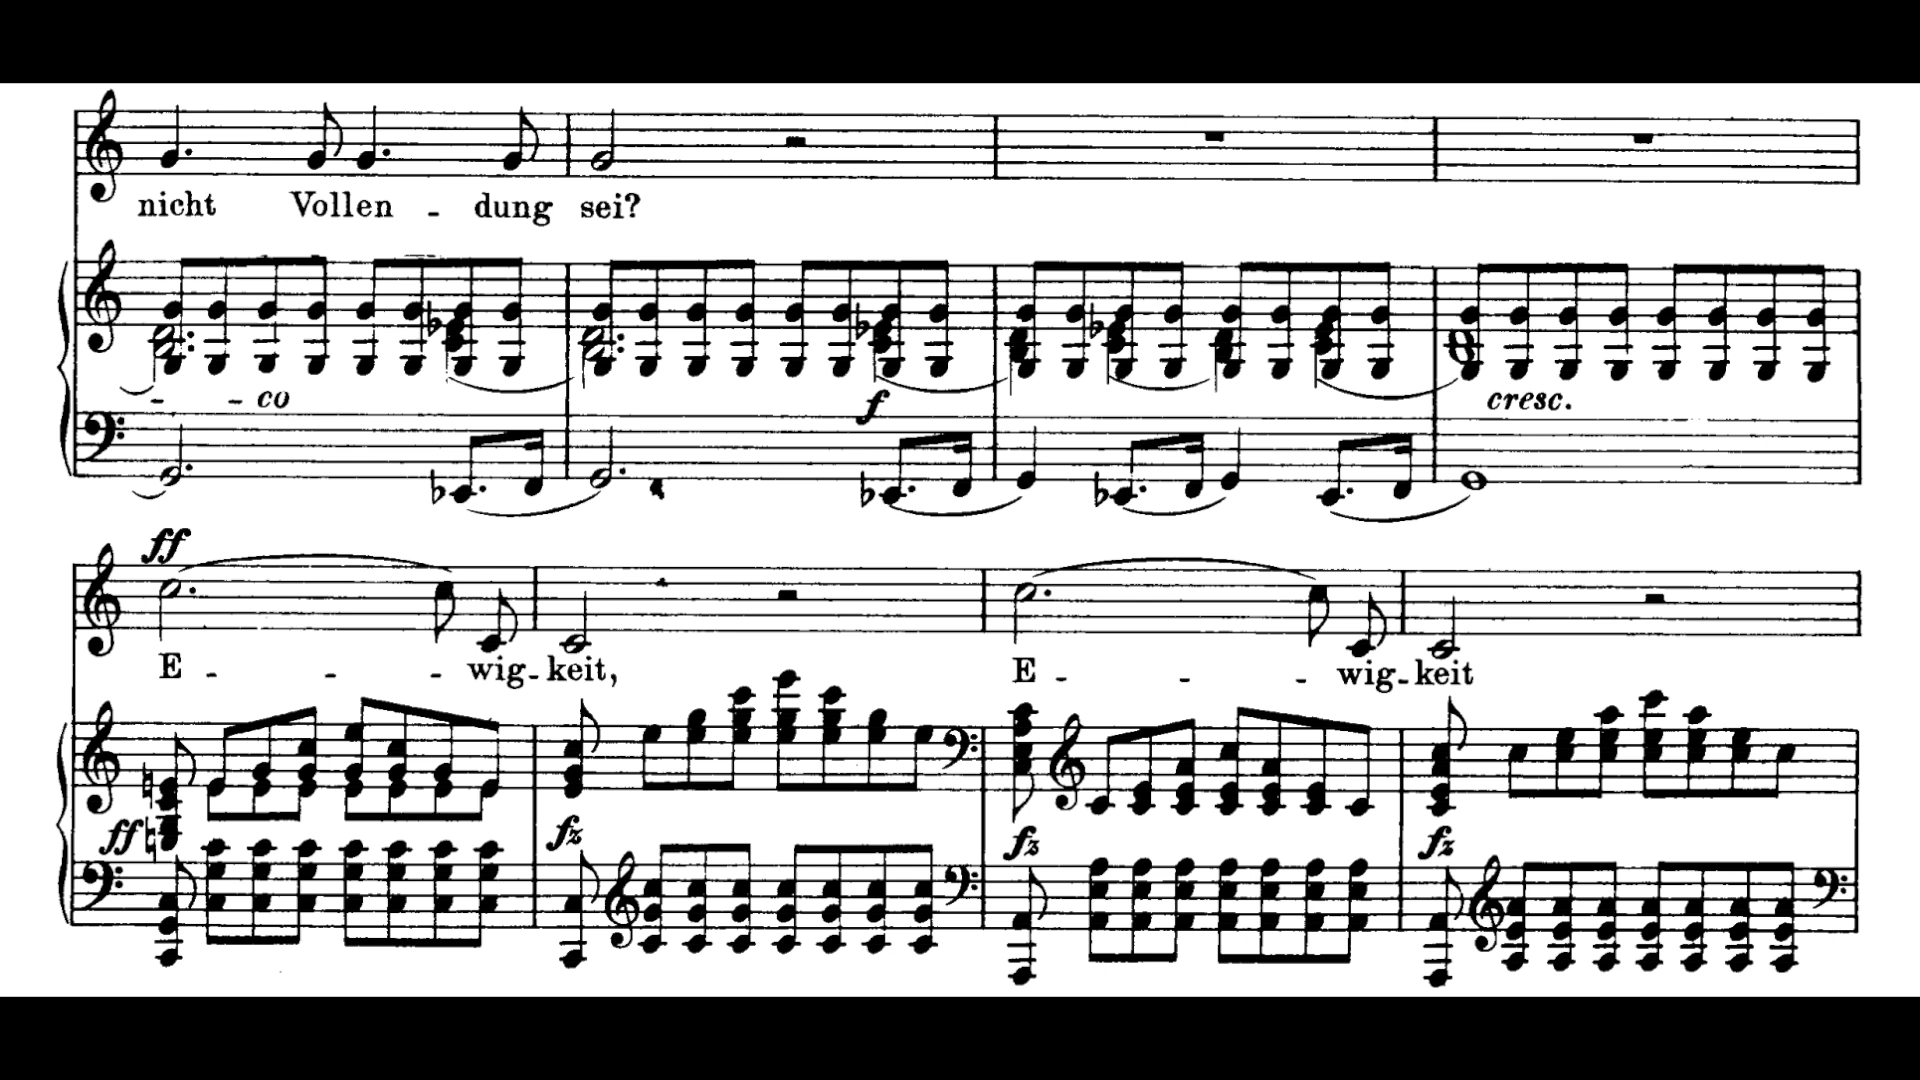 nicht Vollen - dung sei?
- - co f cresc.
ff
E - - - wig - keit, E - - - wig - keit
ff fz fz fz